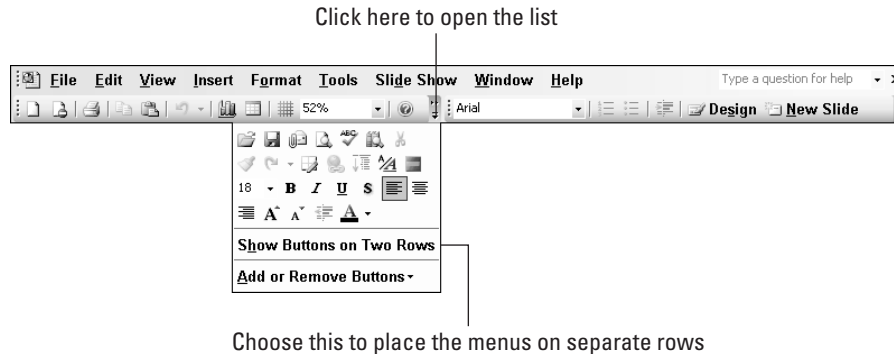 Click here to open the list
File Edit View Insert Format Tools Slide Show Window Help Type a question for help
52% Arial Design New Slide
ABC
A
18 B I U S
A A A
Show Buttons on Two Rows
Add or Remove Buttons
Choose this to place the menus on separate rows